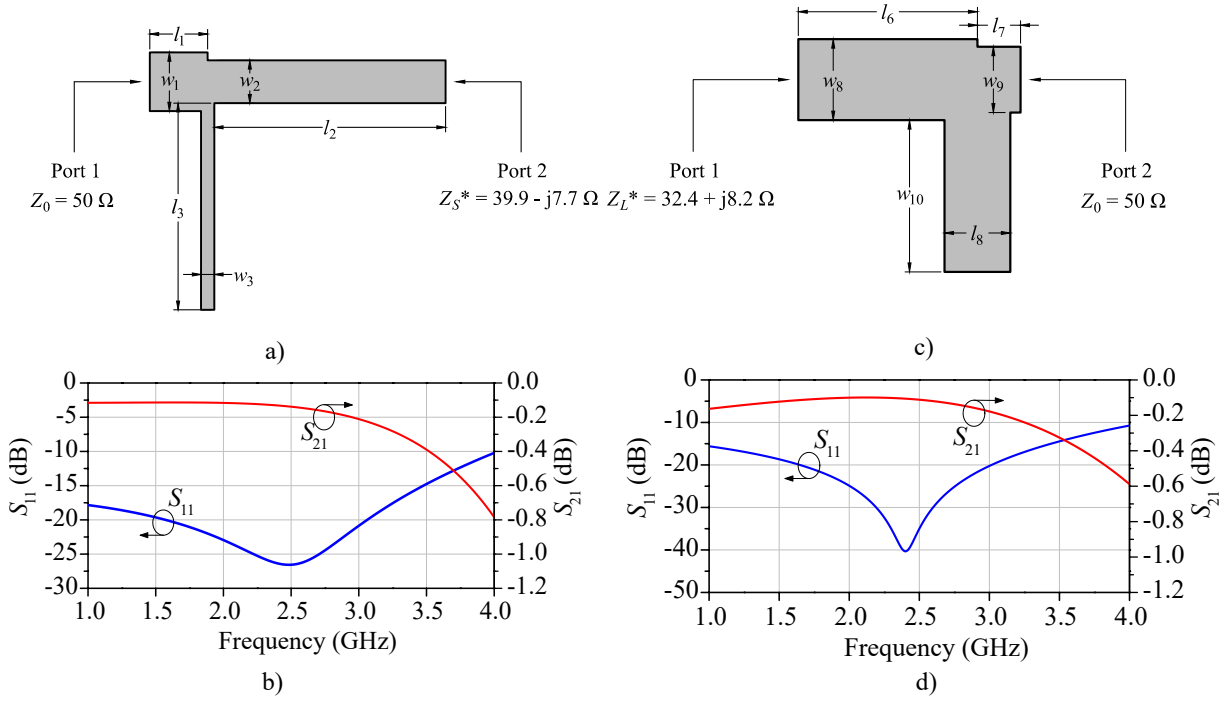 l1
w1
w2
l2
l3
w3
Port 1
Z0 = 50 Ω
Port 2
ZS* = 39.9 - j7.7 Ω
a)
l6
l7
w8
w9
w10
l8
Port 1
ZL* = 32.4 + j8.2 Ω
Port 2
Z0 = 50 Ω
c)
0
-5
-10
-15
-20
-25
-30
S11 (dB)
0.0
-0.2
-0.4
-0.6
-0.8
-1.0
-1.2
S21 (dB)
S21
S11
1.0 1.5 2.0 2.5 3.0 3.5 4.0
Frequency (GHz)
b)
0
-10
-20
-30
-40
-50
S11 (dB)
0.0
-0.2
-0.4
-0.6
-0.8
-1.0
-1.2
S21 (dB)
S11
S21
1.0 1.5 2.0 2.5 3.0 3.5 4.0
Frequency (GHz)
d)